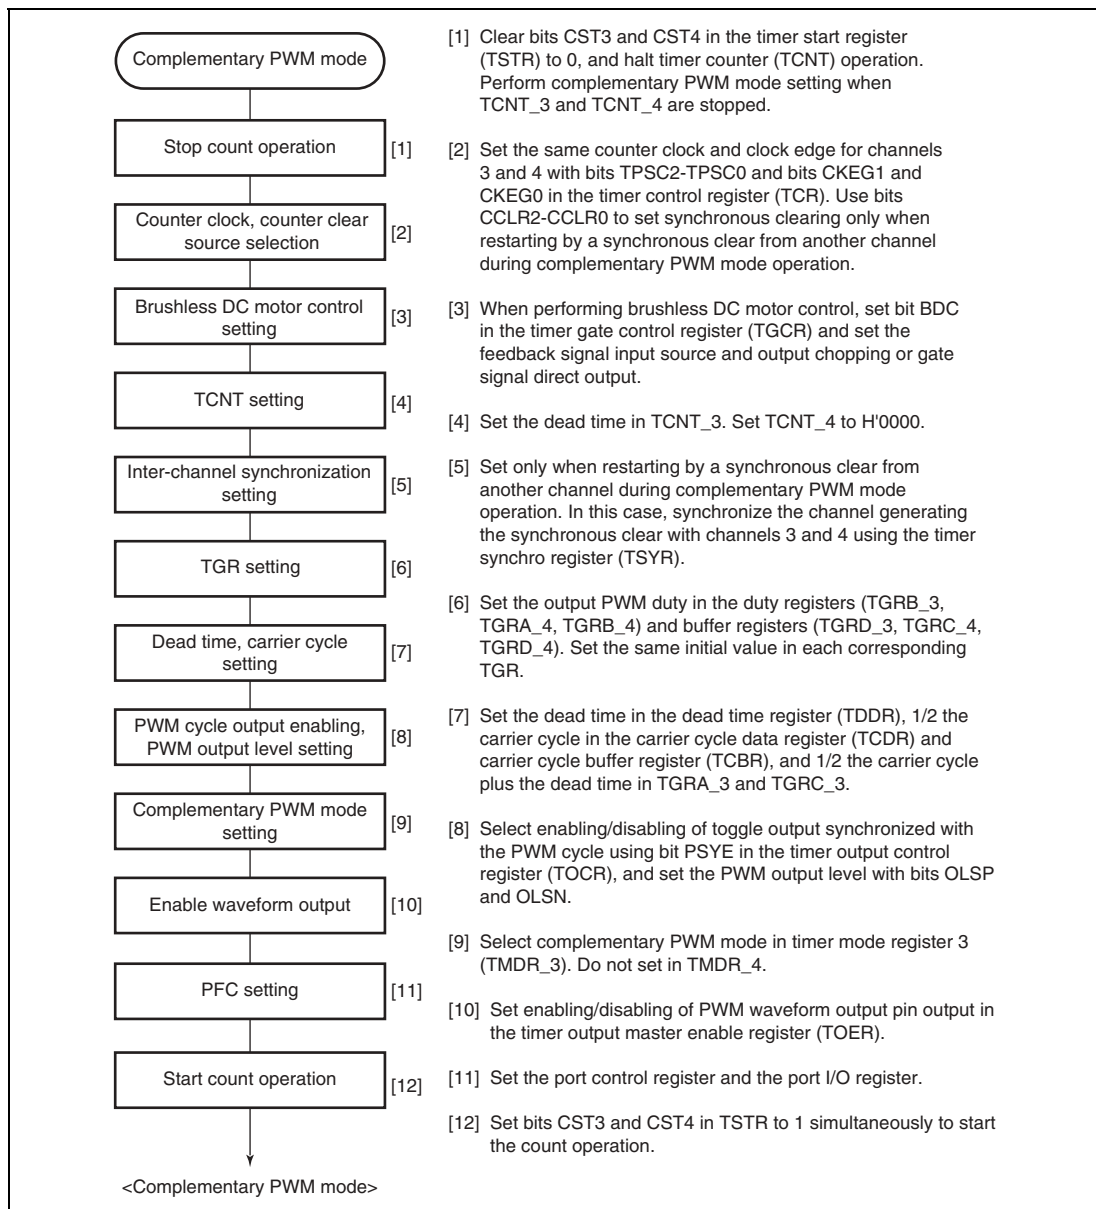 Complementary PWM mode
Stop count operation
[1]
Counter clock, counter clear
source selection
[2]
Brushless DC motor control
setting
[3]
TCNT setting
[4]
Inter-channel synchronization
setting
[5]
TGR setting
[6]
Dead time, carrier cycle
setting
[7]
PWM cycle output enabling,
PWM output level setting
[8]
Complementary PWM mode
setting
[9]
Enable waveform output
[10]
PFC setting
[11]
Start count operation
[12]
<Complementary PWM mode>
[1] Clear bits CST3 and CST4 in the timer start register
(TSTR) to 0, and halt timer counter (TCNT) operation.
Perform complementary PWM mode setting when
TCNT_3 and TCNT_4 are stopped.
[2] Set the same counter clock and clock edge for channels
3 and 4 with bits TPSC2-TPSC0 and bits CKEG1 and
CKEG0 in the timer control register (TCR). Use bits
CCLR2-CCLR0 to set synchronous clearing only when
restarting by a synchronous clear from another channel
during complementary PWM mode operation.
[3] When performing brushless DC motor control, set bit BDC
in the timer gate control register (TGCR) and set the
feedback signal input source and output chopping or gate
signal direct output.
[4] Set the dead time in TCNT_3. Set TCNT_4 to H'0000.
[5] Set only when restarting by a synchronous clear from
another channel during complementary PWM mode
operation. In this case, synchronize the channel generating
the synchronous clear with channels 3 and 4 using the timer
synchro register (TSYR).
[6] Set the output PWM duty in the duty registers (TGRB_3,
TGRA_4, TGRB_4) and buffer registers (TGRD_3, TGRC_4,
TGRD_4). Set the same initial value in each corresponding
TGR.
[7] Set the dead time in the dead time register (TDDR), 1/2 the
carrier cycle in the carrier cycle data register (TCDR) and
carrier cycle buffer register (TCBR), and 1/2 the carrier cycle
plus the dead time in TGRA_3 and TGRC_3.
[8] Select enabling/disabling of toggle output synchronized with
the PWM cycle using bit PSYE in the timer output control
register (TOCR), and set the PWM output level with bits OLSP
and OLSN.
[9] Select complementary PWM mode in timer mode register 3
(TMDR_3). Do not set in TMDR_4.
[10] Set enabling/disabling of PWM waveform output pin output in
the timer output master enable register (TOER).
[11] Set the port control register and the port I/O register.
[12] Set bits CST3 and CST4 in TSTR to 1 simultaneously to start
the count operation.